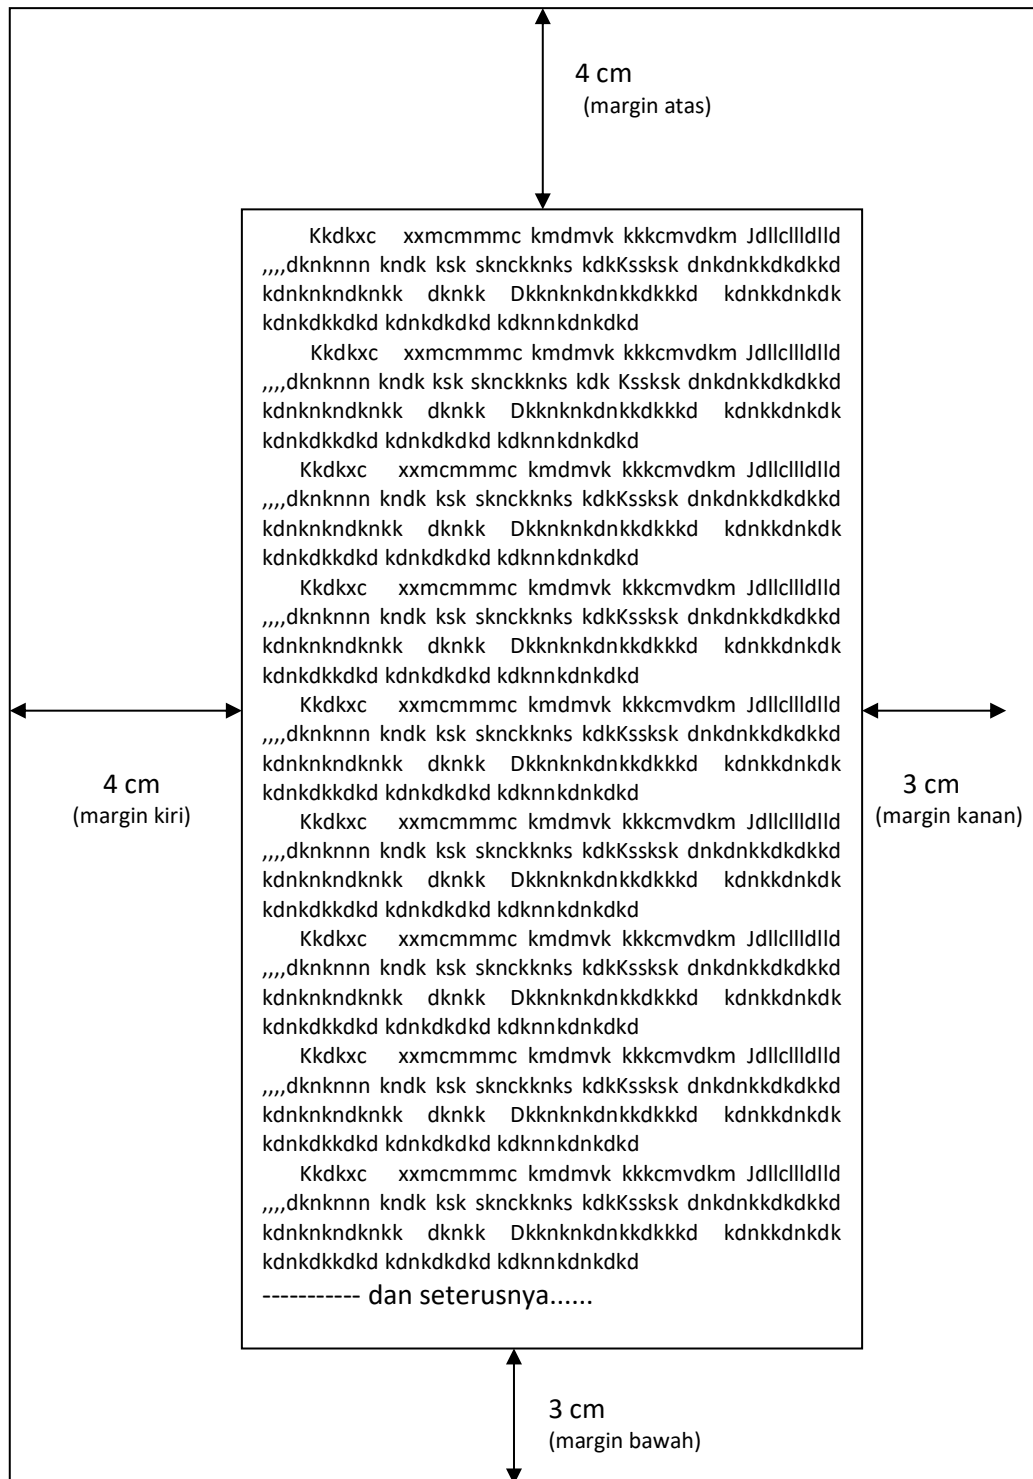 4 cm
(margin atas)
Kkdkxc xxmcmmmc kmdmvk kkkcmvdkm Jdllcllldlld
,,,,dknknnn kndk ksk sknckknks kdkKssksk dnkdnkkdkdkkd
kdnknkndknkk dknkk Dkknknkdnkkdkkkd kdnkkdnkdk
kdnkdkkdkd kdnkdkdkd kdknnkdnkdkd
Kkdkxc xxmcmmmc kmdmvk kkkcmvdkm Jdllcllldlld
,,,,dknknnn kndk ksk sknckknks kdk Kssksk dnkdnkkdkdkkd
kdnknkndknkk dknkk Dkknknkdnkkdkkkd kdnkkdnkdk
kdnkdkkdkd kdnkdkdkd kdknnkdnkdkd
Kkdkxc xxmcmmmc kmdmvk kkkcmvdkm Jdllcllldlld
,,,,dknknnn kndk ksk sknckknks kdkKssksk dnkdnkkdkdkkd
kdnknkndknkk dknkk Dkknknkdnkkdkkkd kdnkkdnkdk
kdnkdkkdkd kdnkdkdkd kdknnkdnkdkd
Kkdkxc xxmcmmmc kmdmvk kkkcmvdkm Jdllcllldlld
,,,,dknknnn kndk ksk sknckknks kdkKssksk dnkdnkkdkdkkd
kdnknkndknkk dknkk Dkknknkdnkkdkkkd kdnkkdnkdk
kdnkdkkdkd kdnkdkdkd kdknnkdnkdkd
Kkdkxc xxmcmmmc kmdmvk kkkcmvdkm Jdllcllldlld
,,,,dknknnn kndk ksk sknckknks kdkKssksk dnkdnkkdkdkkd
kdnknkndknkk dknkk Dkknknkdnkkdkkkd kdnkkdnkdk
kdnkdkkdkd kdnkdkdkd kdknnkdnkdkd
4 cm
(margin kiri)
3 cm
(margin kanan)
Kkdkxc xxmcmmmc kmdmvk kkkcmvdkm Jdllcllldlld
,,,,dknknnn kndk ksk sknckknks kdkKssksk dnkdnkkdkdkkd
kdnknkndknkk dknkk Dkknknkdnkkdkkkd kdnkkdnkdk
kdnkdkkdkd kdnkdkdkd kdknnkdnkdkd
Kkdkxc xxmcmmmc kmdmvk kkkcmvdkm Jdllcllldlld
,,,,dknknnn kndk ksk sknckknks kdkKssksk dnkdnkkdkdkkd
kdnknkndknkk dknkk Dkknknkdnkkdkkkd kdnkkdnkdk
kdnkdkkdkd kdnkdkdkd kdknnkdnkdkd
Kkdkxc xxmcmmmc kmdmvk kkkcmvdkm Jdllcllldlld
,,,,dknknnn kndk ksk sknckknks kdkKssksk dnkdnkkdkdkkd
kdnknkndknkk dknkk Dkknknkdnkkdkkkd kdnkkdnkdk
kdnkdkkdkd kdnkdkdkd kdknnkdnkdkd
Kkdkxc xxmcmmmc kmdmvk kkkcmvdkm Jdllcllldlld
,,,,dknknnn kndk ksk sknckknks kdkKssksk dnkdnkkdkdkkd
kdnknkndknkk dknkk Dkknknkdnkkdkkkd kdnkkdnkdk
kdnkdkkdkd kdnkdkdkd kdknnkdnkdkd
----------- dan seterusnya......
3 cm
(margin bawah)